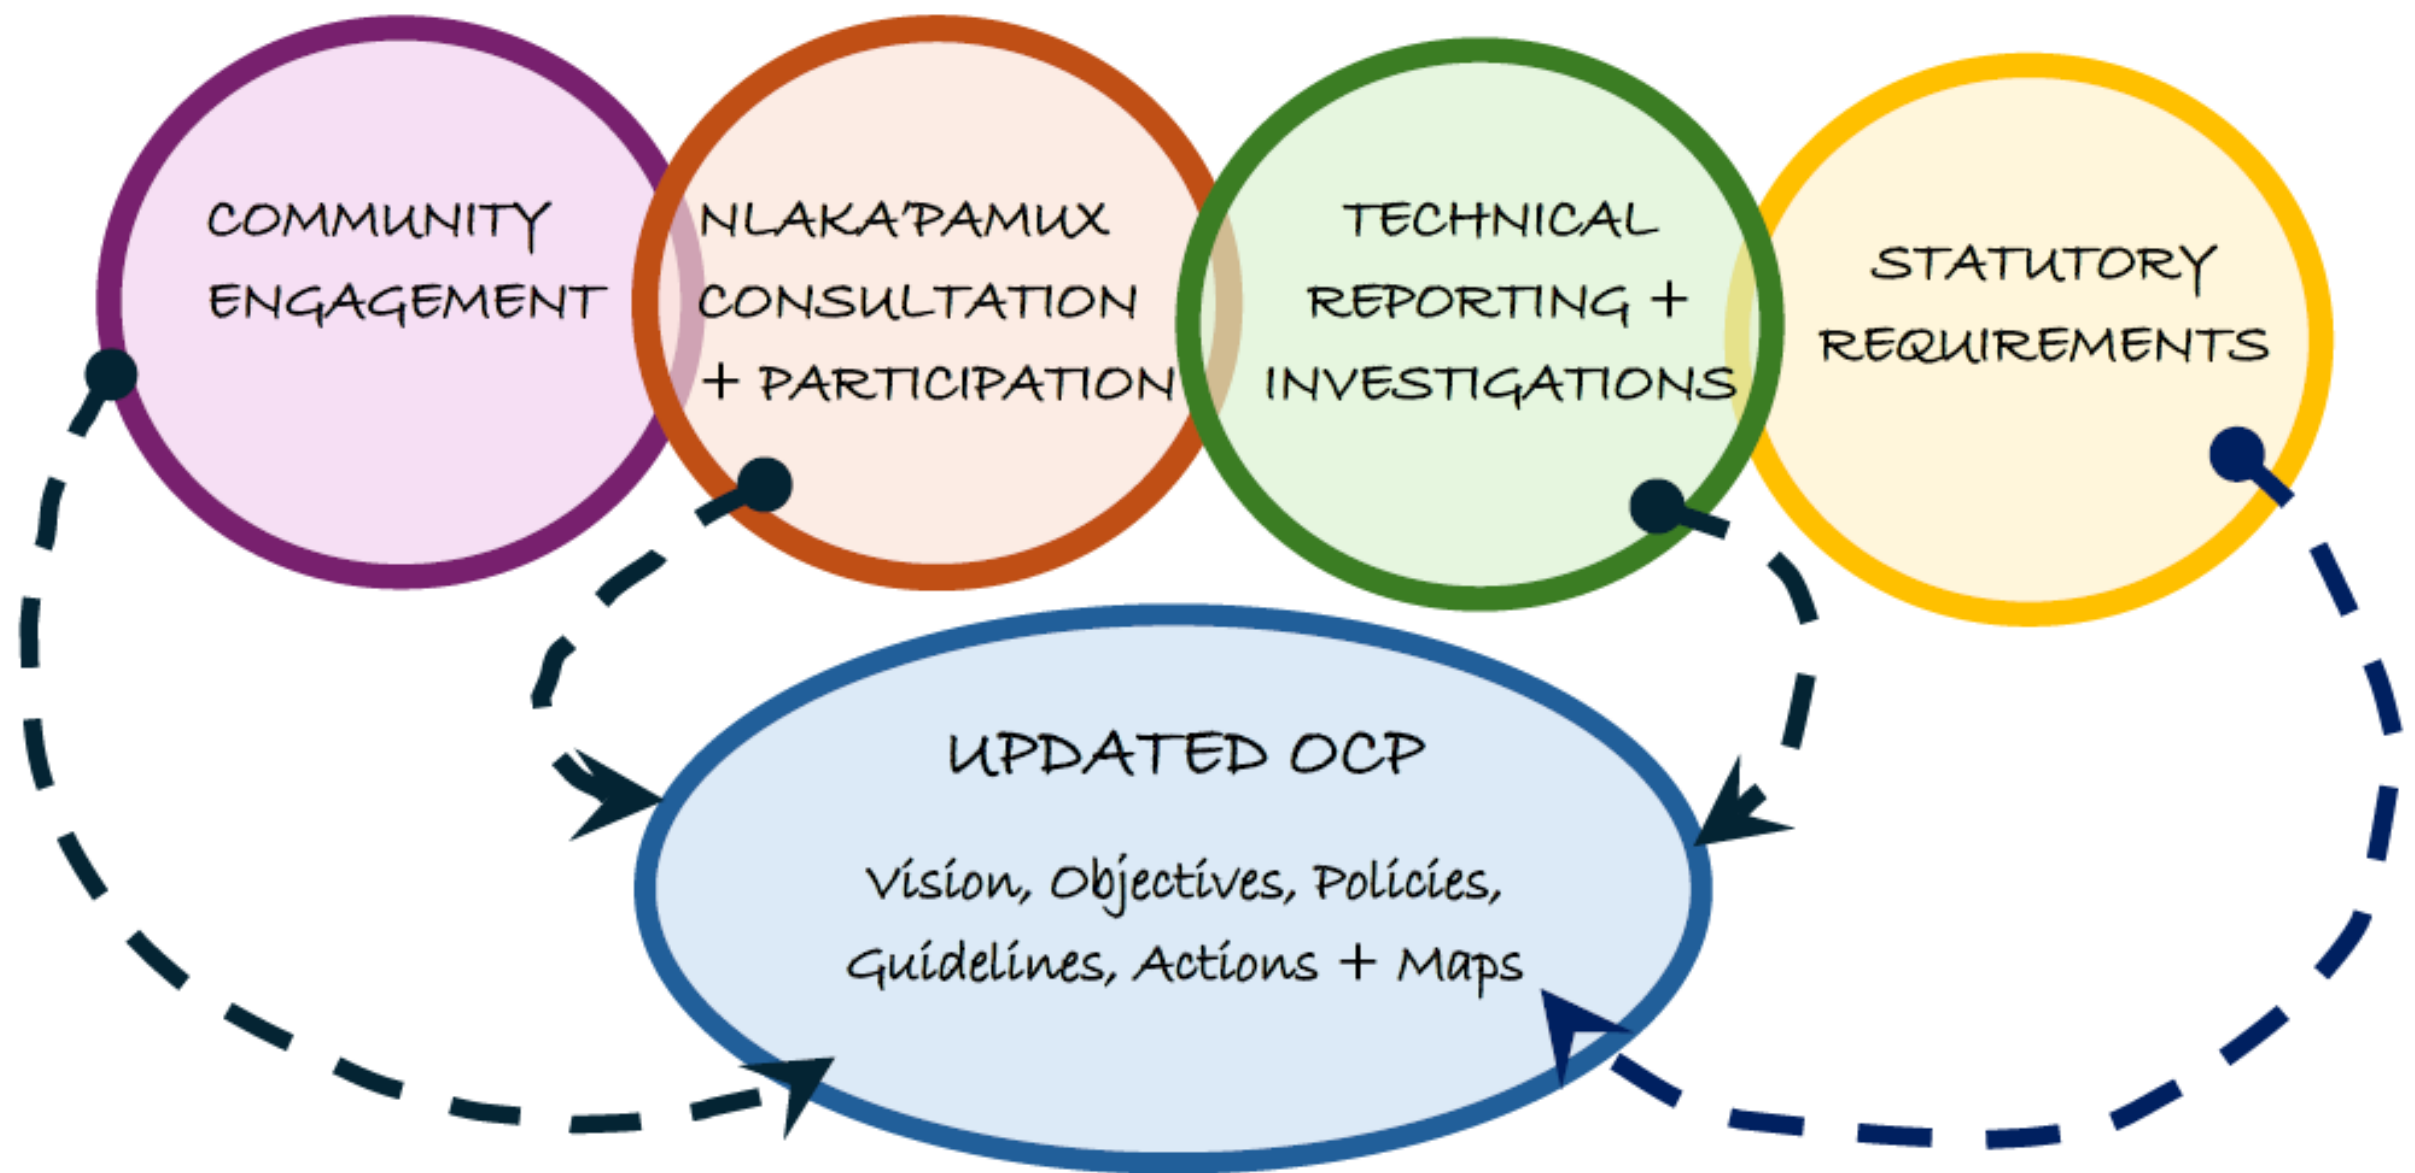 COMMUNITY
ENGAGEMENT
NLAKA'PAMUX
CONSULTATION
+ PARTICIPATION
TECHNICAL
REPORTING +
INVESTIGATIONS
STATUTORY
REQUIREMENTS
UPDATED OCP
Vision, Objectives, Policies,
Guidelines, Actions + Maps